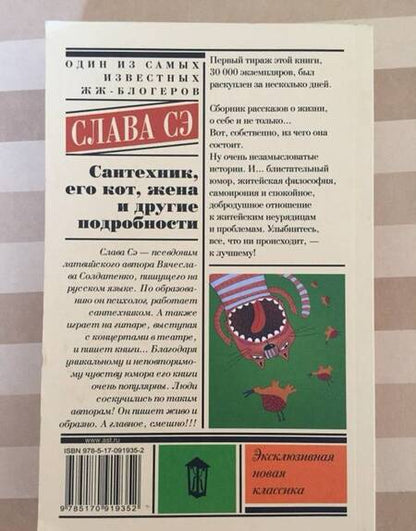 ОДИН ИЗ САМЫХ
ИЗВЕСТНЫХ
ЖЖ-БЛОГЕРОВ
СЛАВА СЭ
Сантехник,
его кот, жена
и другие
подробности
Слава Сэ — псевдоним
латвийского автора Вячесла-
ва Солдатенко, пишущего на
русском языке. По образова-
нию он психолог, работает
сантехником. А также
играет на гитаре, выступая
с концертами в театре,
и пишет книги... Благодаря
уникальному и неповторимо-
му чувству юмора его книги
очень популярны. Люди
соскучились по таким
авторам! Он пишет живо и
образно. А главное, смешно!!!
Первый тираж этой книги,
30 000 экземпляров, был
раскуплен за несколько дней.
Сборник рассказов о жизни,
о себе и не только...
Вот, собственно, из чего она
состоит.
Ну очень незамысловатые
истории. И... блистательный
юмор, житейская философия,
самоирония и спокойное,
добродушное отношение
к житейским неурядицам
и проблемам. Улыбнитесь,
все, что ни происходит, —
к лучшему!
www.ast.ru
ISBN 978-5-17-091935-2
9 785170 919352
Эксклюзивная
новая
классика